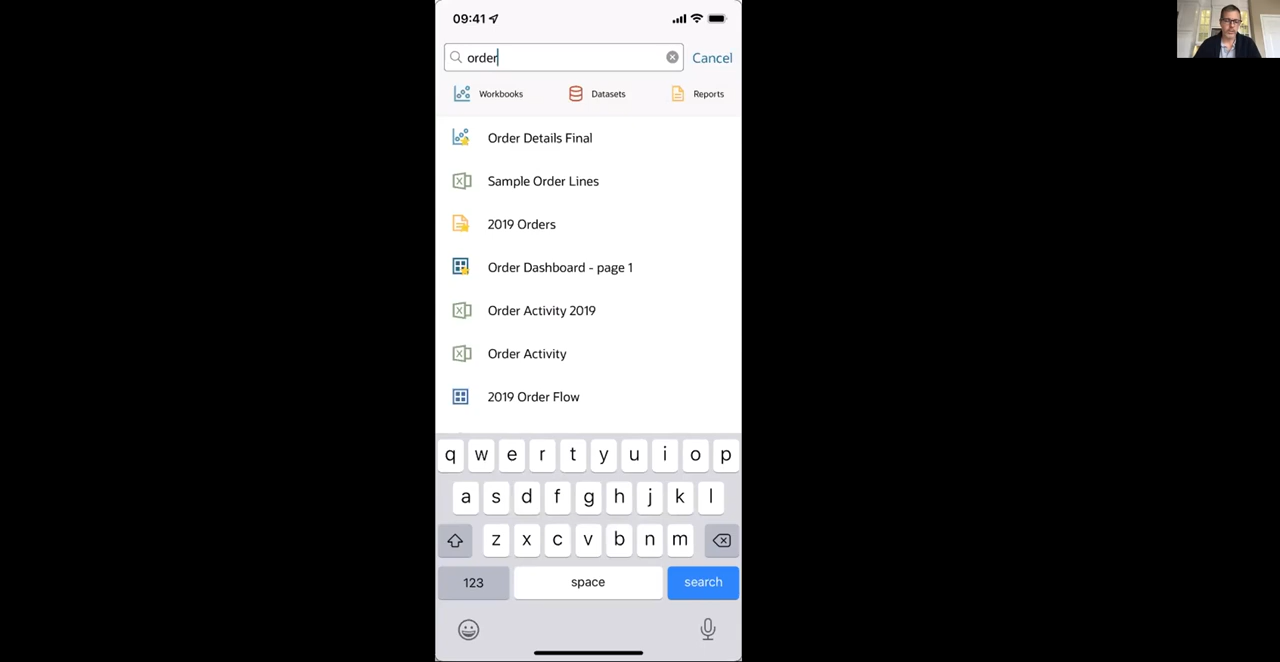 09:41
order
Cancel
Workbooks Datasets Reports
Order Details Final
Sample Order Lines
2019 Orders
Order Dashboard - page 1
Order Activity 2019
Order Activity
2019 Order Flow
q w e r t y u i o p
a s d f g h j k l
z x c v b n m
123 space search